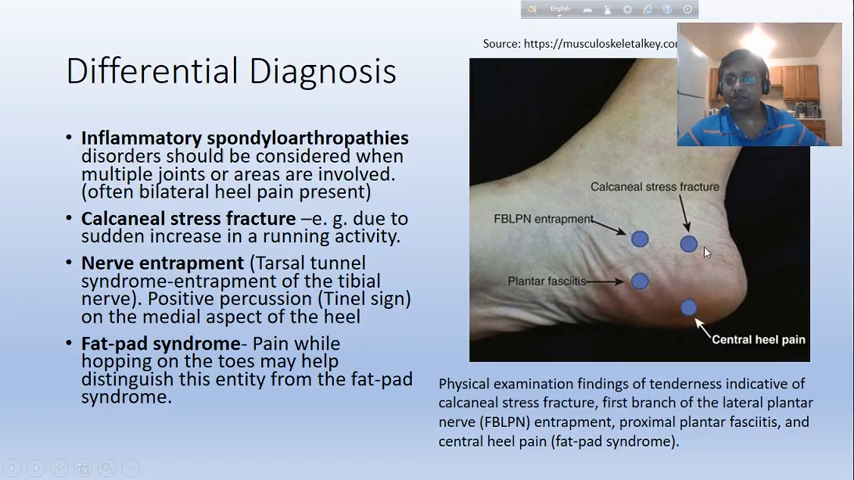 English
Source: https://musculoskeletalkey.com
Differential Diagnosis
• Inflammatory spondyloarthropathies
disorders should be considered when
multiple joints or areas are involved.
(often bilateral heel pain present)
• Calcaneal stress fracture –e. g. due to
sudden increase in a running activity.
• Nerve entrapment (Tarsal tunnel
syndrome-entrapment of the tibial
nerve). Positive percussion (Tinel sign)
on the medial aspect of the heel
• Fat-pad syndrome- Pain while
hopping on the toes may help
distinguish this entity from the fat-pad
syndrome.
Calcaneal stress fracture
FBLPN entrapment
Plantar fasciitis
Central heel pain
Physical examination findings of tenderness indicative of
calcaneal stress fracture, first branch of the lateral plantar
nerve (FBLPN) entrapment, proximal plantar fasciitis, and
central heel pain (fat-pad syndrome).